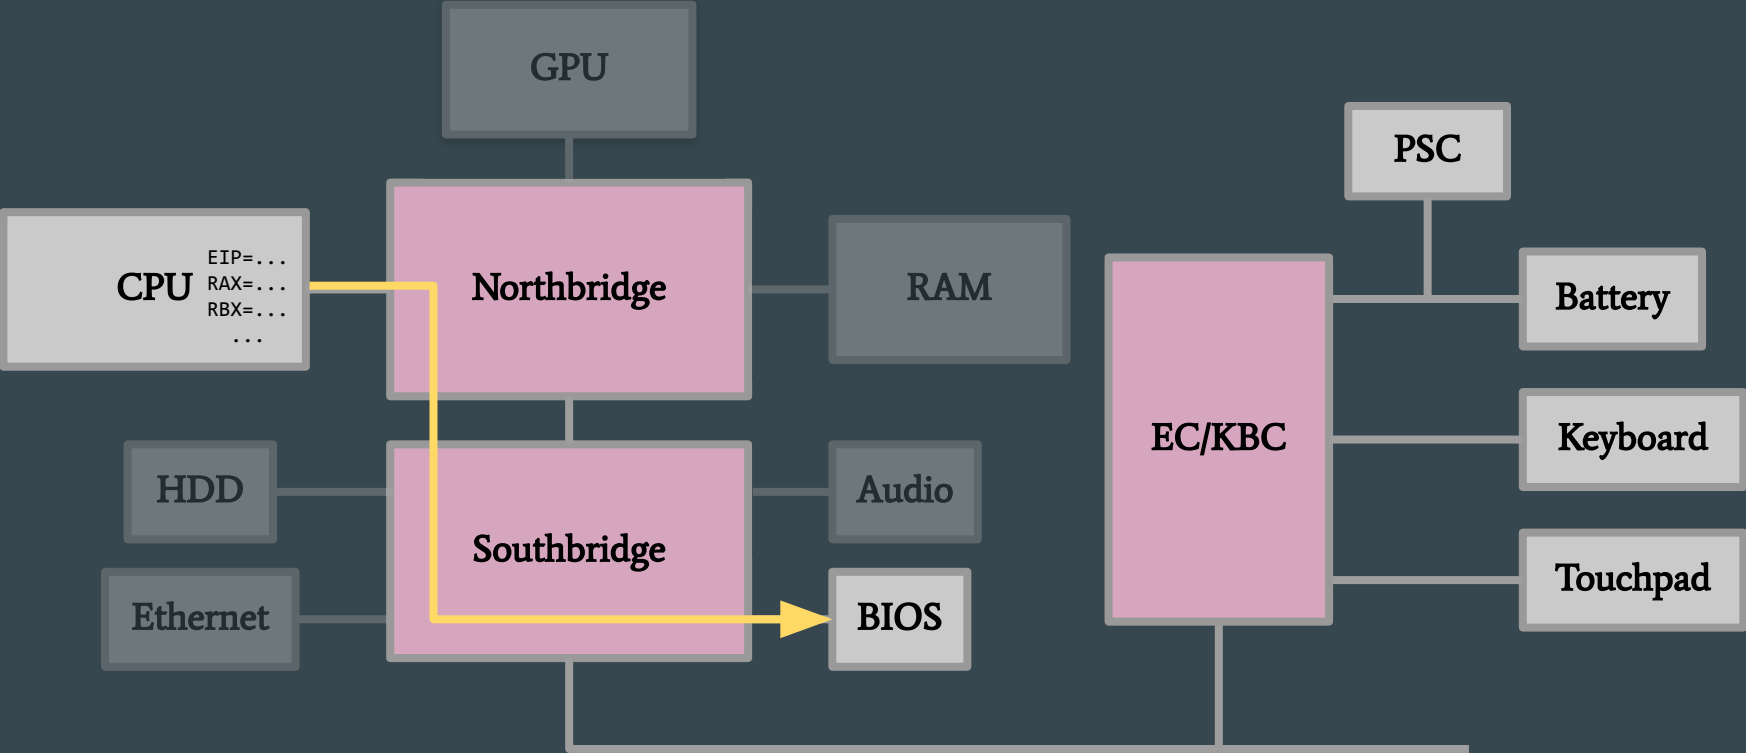 GPU
PSC
CPU
EIP=...
RAX=...
RBX=...
...
Northbridge
RAM
Battery
EC/KBC
Keyboard
HDD
Southbridge
Audio
Touchpad
Ethernet
BIOS